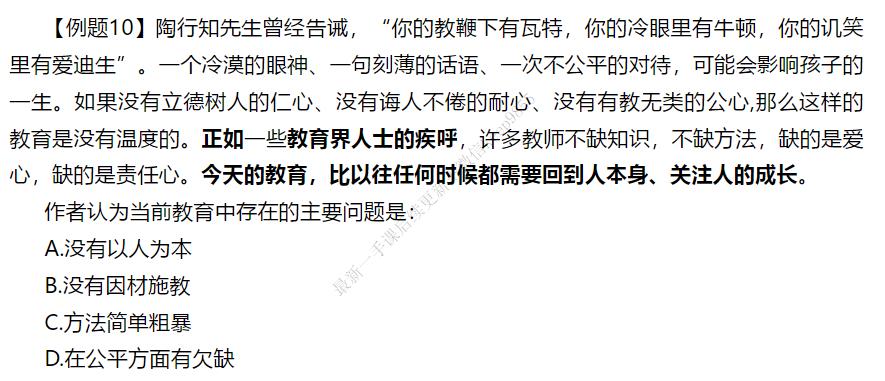 【例题10】陶行知先生曾经告诫，“你的教鞭下有瓦特，你的冷眼里有牛顿，你的讥笑
里有爱迪生”。一个冷漠的眼神、一句刻薄的话语、一次不公平的对待，可能会影响孩子的
一生。如果没有立德树人的仁心、没有诲人不倦的耐心、没有有教无类的公心,那么这样的
教育是没有温度的。正如一些教育界人士的疾呼，许多教师不缺知识，不缺方法，缺的是爱
心，缺的是责任心。今天的教育，比以往任何时候都需要回到人本身、关注人的成长。
作者认为当前教育中存在的主要问题是：
A.没有以人为本
B.没有因材施教
C.方法简单粗暴
D.在公平方面有欠缺
最新一手课后续更新